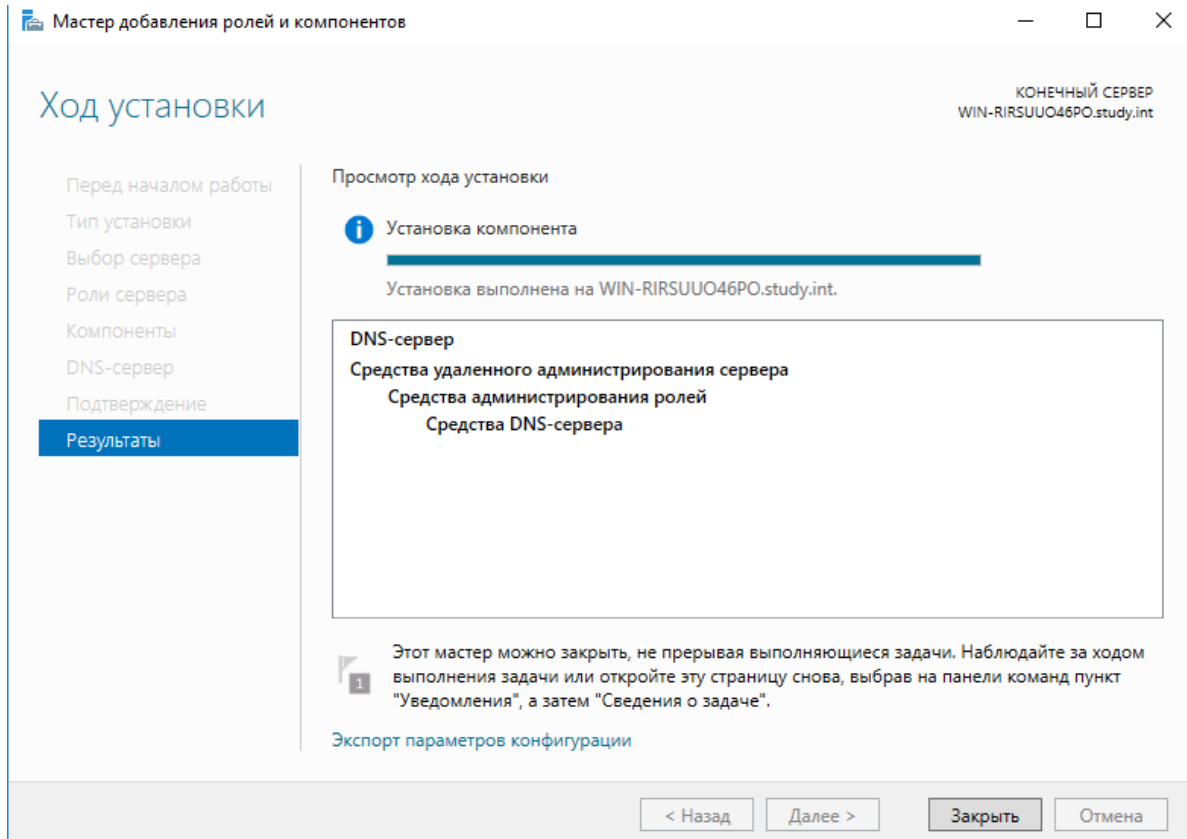 Мастер добавления ролей и компонентов
Ход установки
КОНЕЧНЫЙ СЕРВЕР
WIN-RIRSUUO46PO.study.int
Перед началом работы
Тип установки
Выбор сервера
Роли сервера
Компоненты
DNS-сервер
Подтверждение
Результаты
Просмотр хода установки
Установка компонента
Установка выполнена на WIN-RIRSUUO46PO.study.int.
DNS-сервер
Средства удаленного администрирования сервера
Средства администрирования ролей
Средства DNS-сервера
1
Этот мастер можно закрыть, не прерывая выполняющиеся задачи. Наблюдайте за ходом
выполнения задачи или откройте эту страницу снова, выбрав на панели команд пункт
"Уведомления", а затем "Сведения о задаче".
Экспорт параметров конфигурации
< Назад
Далее >
Закрыть
Отмена